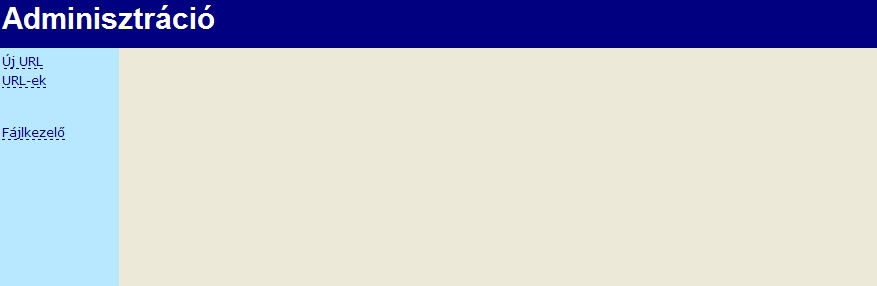 Adminisztráció
Új URL
URL-ek
Fájlkezelő